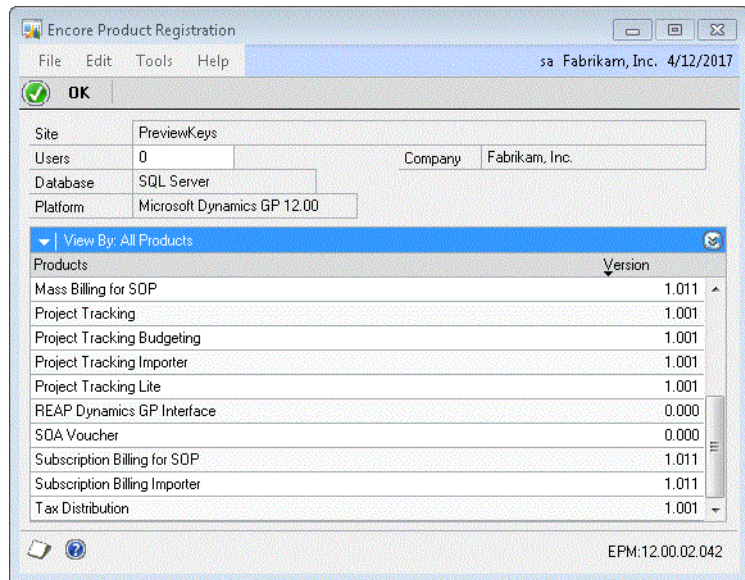 Encore Product Registration
File Edit Tools Help sa Fabrikam, Inc. 4/12/2017
OK
Site PreviewKeys
Users 0 Company Fabrikam, Inc.
Database SQL Server
Platform Microsoft Dynamics GP 12.00
View By: All Products
Products Version
Mass Billing for SOP 1.011
Project Tracking 1.001
Project Tracking Budgeting 1.001
Project Tracking Importer 1.001
Project Tracking Lite 1.001
REAP Dynamics GP Interface 0.000
SOA Voucher 0.000
Subscription Billing for SOP 1.011
Subscription Billing Importer 1.011
Tax Distribution 1.001
EPM:12.00.02.042